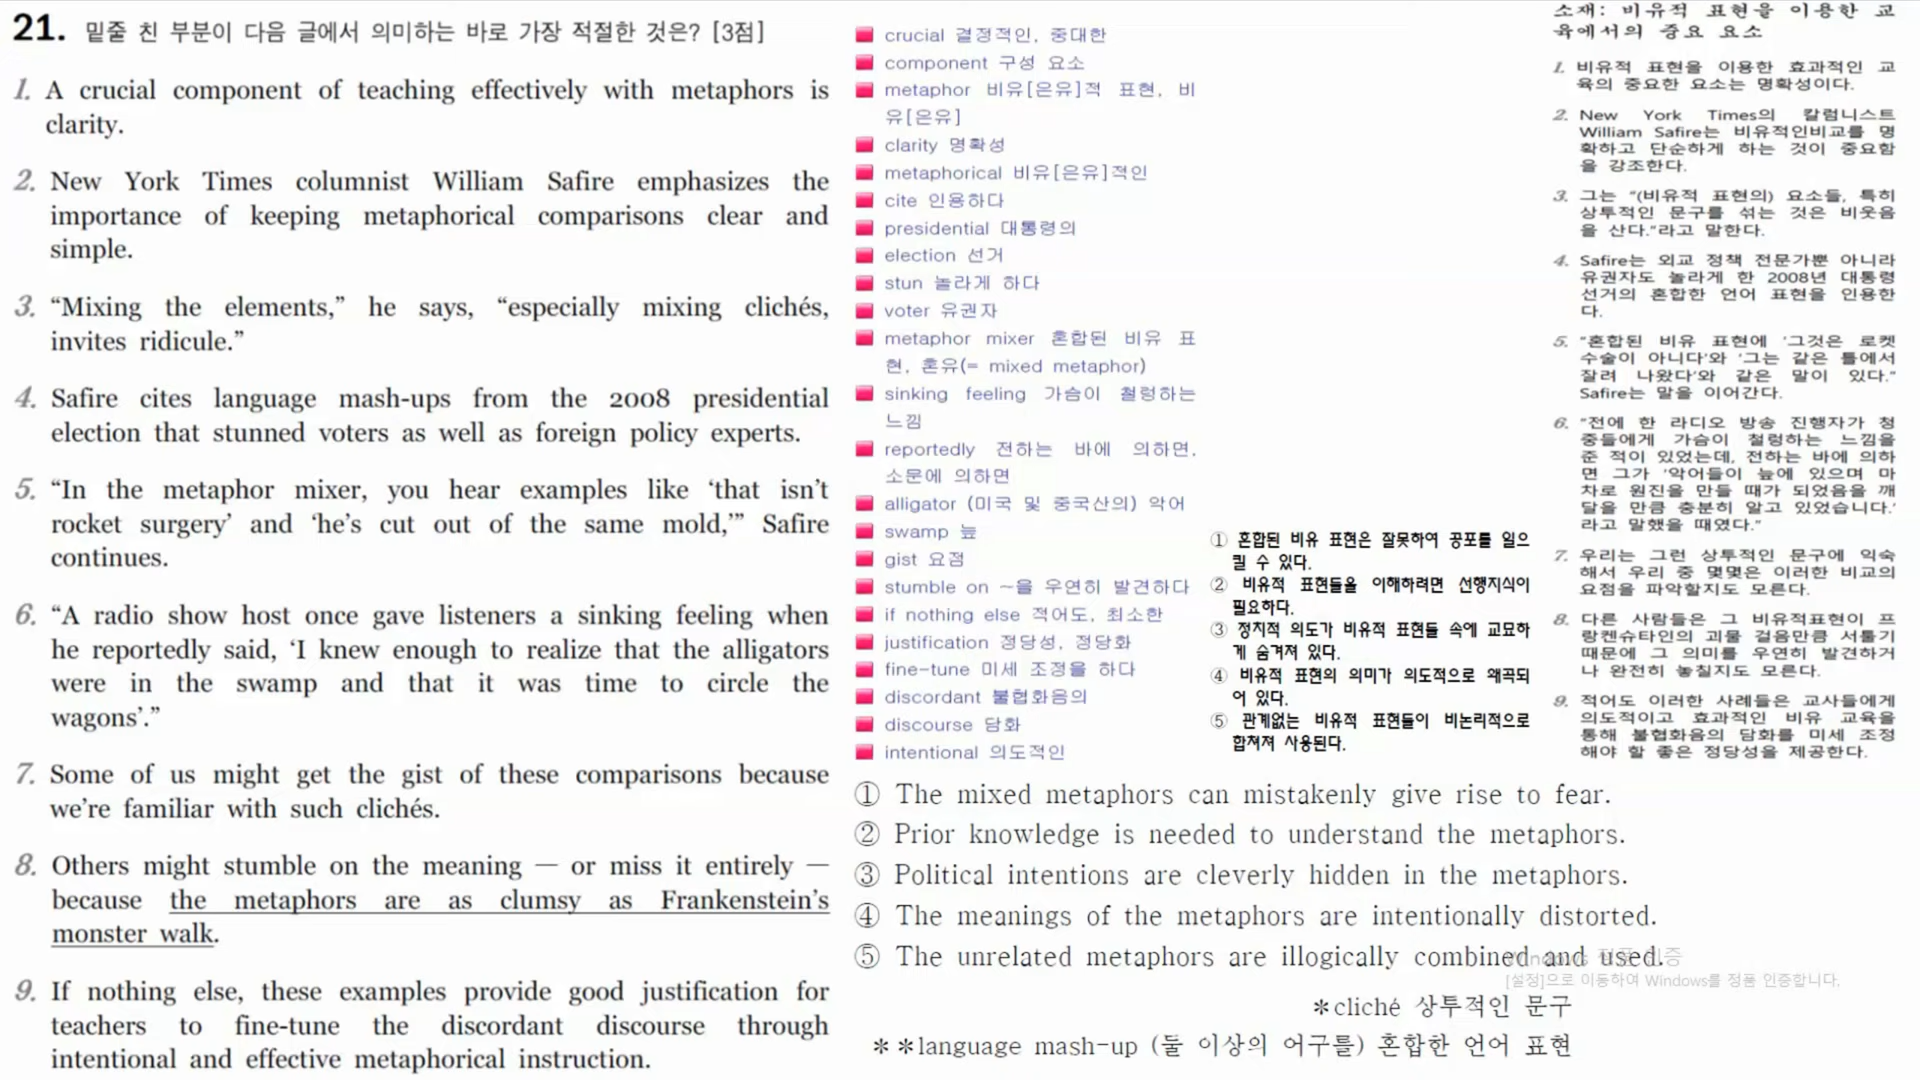 21. 밑줄 친 부분이 다음 글에서 의미하는 바로 가장 적절한 것은? [3점]
1. A crucial component of teaching effectively with metaphors is
clarity.
2. New York Times columnist William Safire emphasizes the
importance of keeping metaphorical comparisons clear and
simple.
3. “Mixing the elements,” he says, “especially mixing clichés,
invites ridicule.”
4. Safire cites language mash-ups from the 2008 presidential
election that stunned voters as well as foreign policy experts.
5. “In the metaphor mixer, you hear examples like ‘that isn’t
rocket surgery’ and ‘he’s cut out of the same mold,’” Safire
continues.
6. “A radio show host once gave listeners a sinking feeling when
he reportedly said, ‘I knew enough to realize that the alligators
were in the swamp and that it was time to circle the
wagons’.”
7. Some of us might get the gist of these comparisons because
we’re familiar with such clichés.
8. Others might stumble on the meaning — or miss it entirely —
because the metaphors are as clumsy as Frankenstein’s
monster walk.
9. If nothing else, these examples provide good justification for
teachers to fine-tune the discordant discourse through
intentional and effective metaphorical instruction.
crucial 결정적인, 중대한
component 구성 요소
metaphor 비유[은유]적 표현, 비
유[은유]
clarity 명확성
metaphorical 비유[은유]적인
cite 인용하다
presidential 대통령의
election 선거
stun 놀라게 하다
voter 유권자
metaphor mixer 혼합된 비유 표
현, 혼유(= mixed metaphor)
sinking feeling 가슴이 철렁하는
느낌
reportedly 전하는 바에 의하면,
소문에 의하면
alligator (미국 및 중국산의) 악어
swamp 늪
gist 요점
stumble on ~을 우연히 발견하다
if nothing else 적어도, 최소한
justification 정당성, 정당화
fine-tune 미세 조정을 하다
discordant 불협화음의
discourse 담화
intentional 의도적인
① 혼합된 비유 표현은 잘못하여 공포를 일으
킬 수 있다.
② 비유적 표현들을 이해하려면 선행지식이
필요하다.
③ 정치적 의도가 비유적 표현들 속에 교묘하
게 숨겨져 있다.
④ 비유적 표현의 의미가 의도적으로 왜곡되
어 있다.
⑤ 관계없는 비유적 표현들이 비논리적으로
합쳐져 사용된다.
소재: 비유적 표현을 이용한 교
육에서의 중요 요소
1. 비유적 표현을 이용한 효과적인 교
육의 중요한 요소는 명확성이다.
2. New York Times의 칼럼니스트
William Safire는 비유적인비교를 명
확하고 단순하게 하는 것이 중요함
을 강조한다.
3. 그는 “(비유적 표현의) 요소들, 특히
상투적인 문구를 섞는 것은 비웃음
을 산다.”라고 말한다.
4. Safire는 외교 정책 전문가뿐 아니라
유권자도 놀라게 한 2008년 대통령
선거의 혼합한 언어 표현을 인용한
다.
5. “혼합된 비유 표현에 ‘그것은 로켓
수술이 아니다’와 ‘그는 같은 틀에서
잘려 나왔다’와 같은 말이 있다.”
Safire는 말을 이어간다.
6. “전에 한 라디오 방송 진행자가 청
중들에게 가슴이 철렁하는 느낌을
준 적이 있었는데, 전하는 바에 의하
면 그가 ‘악어들이 늪에 있으며 마
차로 원진을 만들 때가 되었음을 깨
달을 만큼 충분히 알고 있었습니다.’
라고 말했을 때였다.”
7. 우리는 그런 상투적인 문구에 익숙
해서 우리 중 몇몇은 이러한 비교의
요점을 파악할지도 모른다.
8. 다른 사람들은 그 비유적표현이 프
랑켄슈타인의 괴물 걸음만큼 서툴기
때문에 그 의미를 우연히 발견하거
나 완전히 놓칠지도 모른다.
9. 적어도 이러한 사례들은 교사들에게
의도적이고 효과적인 비유 교육을
통해 불협화음의 담화를 미세 조정
해야 할 좋은 정당성을 제공한다.
① The mixed metaphors can mistakenly give rise to fear.
② Prior knowledge is needed to understand the metaphors.
③ Political intentions are cleverly hidden in the metaphors.
④ The meanings of the metaphors are intentionally distorted.
⑤ The unrelated metaphors are illogically combined and used.
Windows 정품 인증
[설정]으로 이동하여 Windows를 정품 인증합니다.
*cliché 상투적인 문구
**language mash-up (둘 이상의 어구를) 혼합한 언어 표현